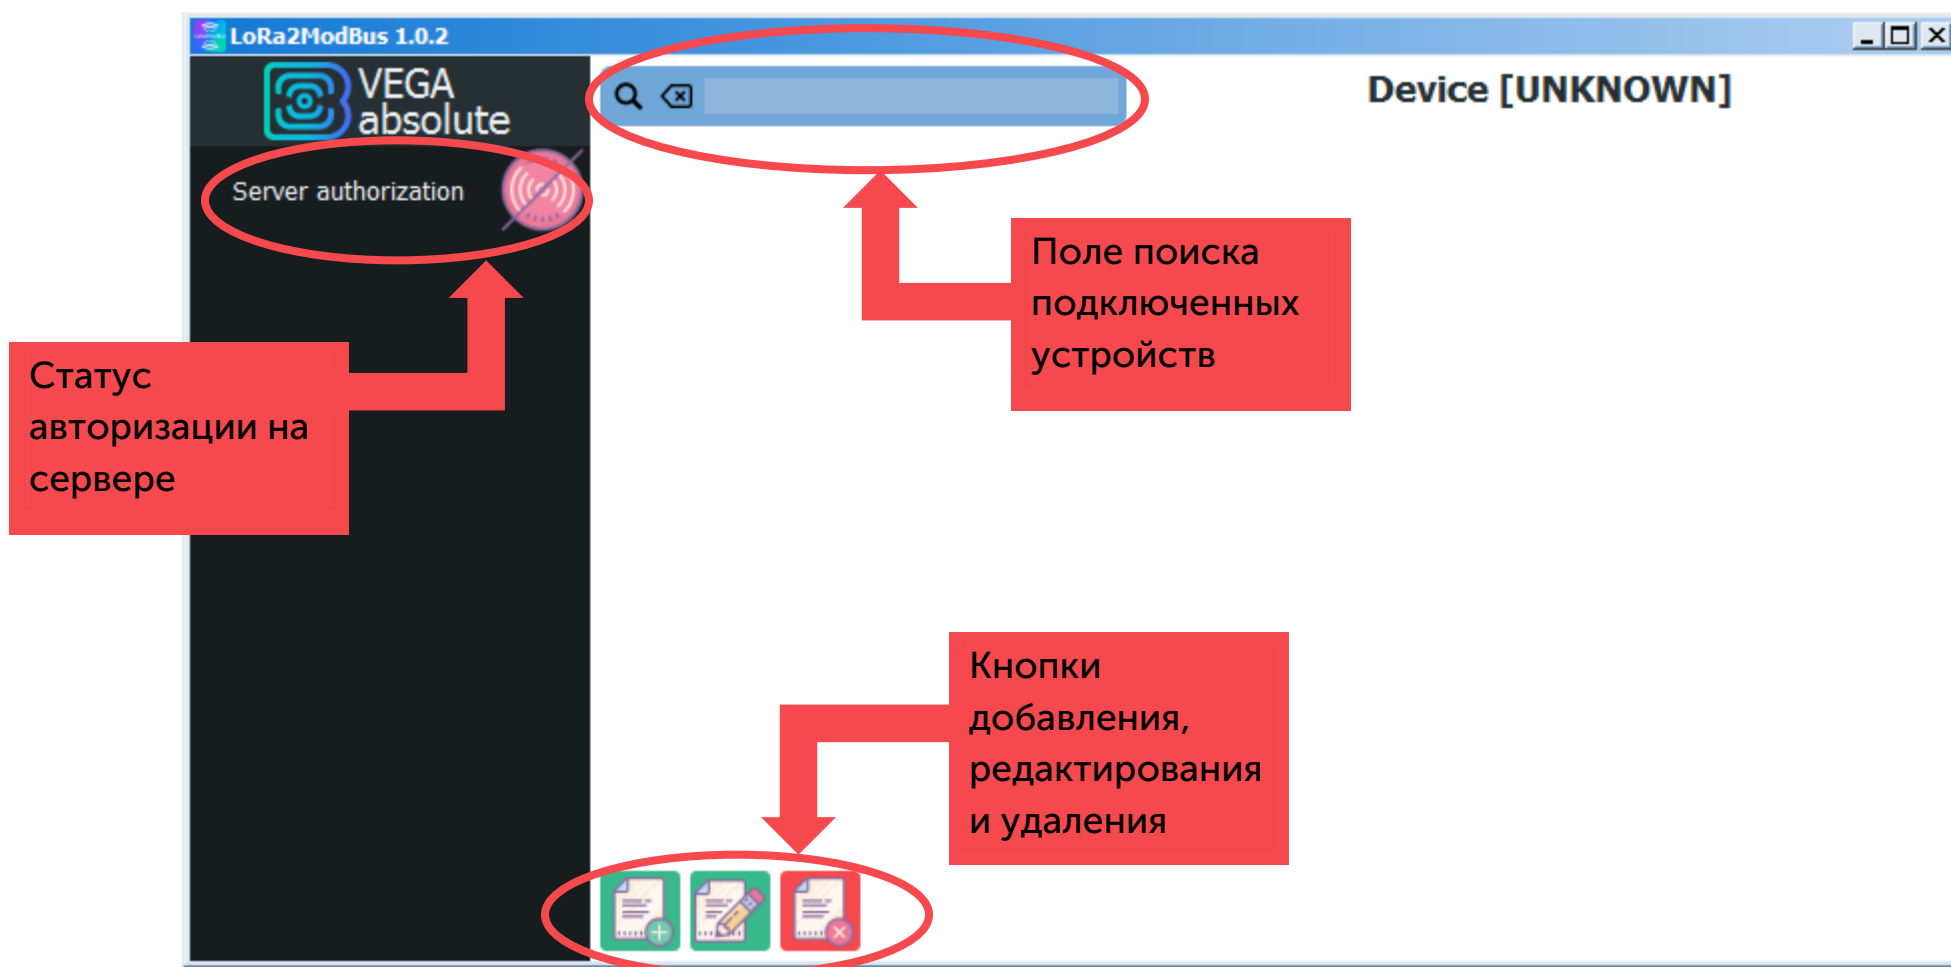 LoRa2ModBus 1.0.2
VEGA
absolute
Device [UNKNOWN]
Server authorization
Поле поиска
подключенных
устройств
Статус
авторизации на
сервере
Кнопки
добавления,
редактирования
и удаления